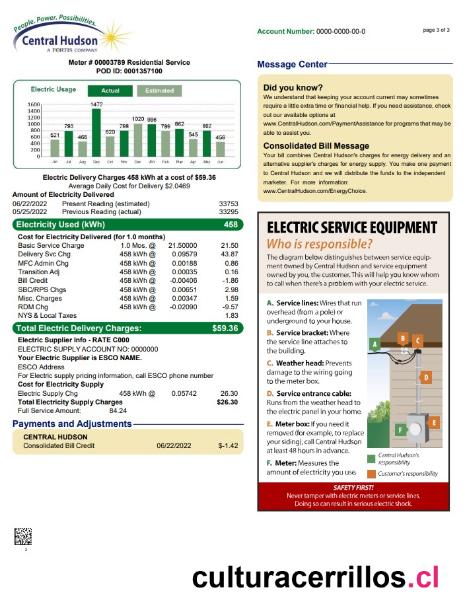 People. Power. Possibilities.
Central Hudson
A FORTIS COMPANY
Account Number: 0000-0000-00-0
page 3 of 3
Meter # 00003789 Residential Service
POD ID: 0001357100
Electric Usage
Actual
Estimated
1600
1400
1200
1000
800
600
400
200
0
521
795
465
1472
520
798
1020
996
798
862
545
458
Electric Delivery Charges 458 kWh at a cost of $59.36
Average Daily Cost for Delivery $2.0469
Amount of Electricity Delivered
06/22/2022 Present Reading (estimated) 33753
05/25/2022 Previous Reading (actual) 33295
Electricity Used (kWh) 458
Cost for Electricity Delivered (for 1.0 months)
Basic Service Charge 1.0 Mos. @ 21.50000 21.50
Delivery Svc Chg 458 kWh @ 0.09579 43.87
MFC Admin Chg 458 kWh @ 0.00188 0.86
Transition Adj 458 kWh @ 0.00035 0.16
Bill Credit 458 kWh @ -0.00406 -1.86
SBC/RPS Chgs 458 kWh @ 0.00651 2.98
Misc. Charges 458 kWh @ 0.00347 1.59
RDM Chg 458 kWh @ -0.02090 -9.57
NYS & Local Taxes 1.83
Total Electric Delivery Charges: $59.36
Electric Supplier Info - RATE C000
ELECTRIC SUPPLY ACCOUNT NO: 0000000
Your Electric Supplier is ESCO NAME.
ESCO Address
For Electric supply pricing information, call ESCO phone number
Cost for Electricity Supply
Electric Supply Chg 458 kWh @ 0.05742 26.30
Total Electricity Supply Charges $26.30
Full Service Amount: 84.24
Payments and Adjustments
CENTRAL HUDSON
Consolidated Bill Credit 06/22/2022 $-1.42
Message Center
Did you know?
We understand that keeping your account current may sometimes
require a little extra time or financial help. If you need assistance, check
out our available options at
www.CentralHudson.com/PaymentAssistance for programs that may be
able to assist you.
Consolidated Bill Message
Your bill combines Central Hudson's charges for energy delivery and an
alternative supplier's charges for energy supply. You make one payment
to Central Hudson and we will distribute the funds to the independent
marketer. For more information:
www.CentralHudson.com/EnergyChoice.
ELECTRIC SERVICE EQUIPMENT
Who is responsible?
The diagram below distinguishes between service equip-
ment owned by Central Hudson and service equipment
owned by you, the customer. This will help you know whom
to call when there's a problem with your electric service.
A. Service lines: Wires that run
overhead (from a pole) or
underground to your house.
B. Service bracket: Where
the service line attaches to
the building.
C. Weather head: Prevents
damage to the wiring going
to the meter box.
D. Service entrance cable:
Runs from the weather head to
the electric panel in your home.
E. Meter box: If you need it
removed (for example, to replace
your siding), call Central Hudson
at least 48 hours in advance.
F. Meter: Measures the
amount of electricity you use.
A
B
C
D
E
F
Central Hudson's
responsibility
Customer's responsibility
SAFETY FIRST!
Never tamper with electric meters or service lines.
Doing so can result in serious electric shock.
culturacerrillos.cl